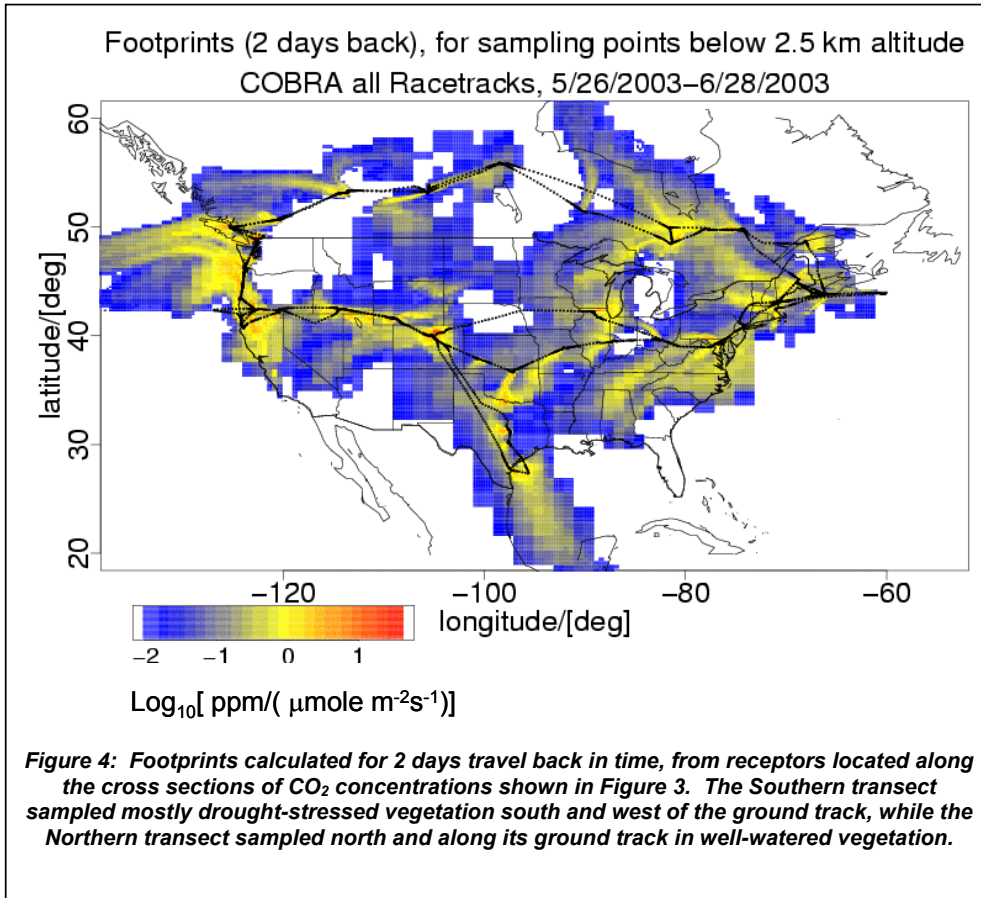 Footprints (2 days back), for sampling points below 2.5 km altitude
COBRA all Racetracks, 5/26/2003−6/28/2003
latitude/[deg]
60
50
40
30
20
−120
−100
−80
−60
longitude/[deg]
−2
−1
0
1
Log₁₀[ ppm/( μmole m⁻²s⁻¹)]
Figure 4: Footprints calculated for 2 days travel back in time, from receptors located along
the cross sections of CO₂ concentrations shown in Figure 3. The Southern transect
sampled mostly drought-stressed vegetation south and west of the ground track, while the
Northern transect sampled north and along its ground track in well-watered vegetation.